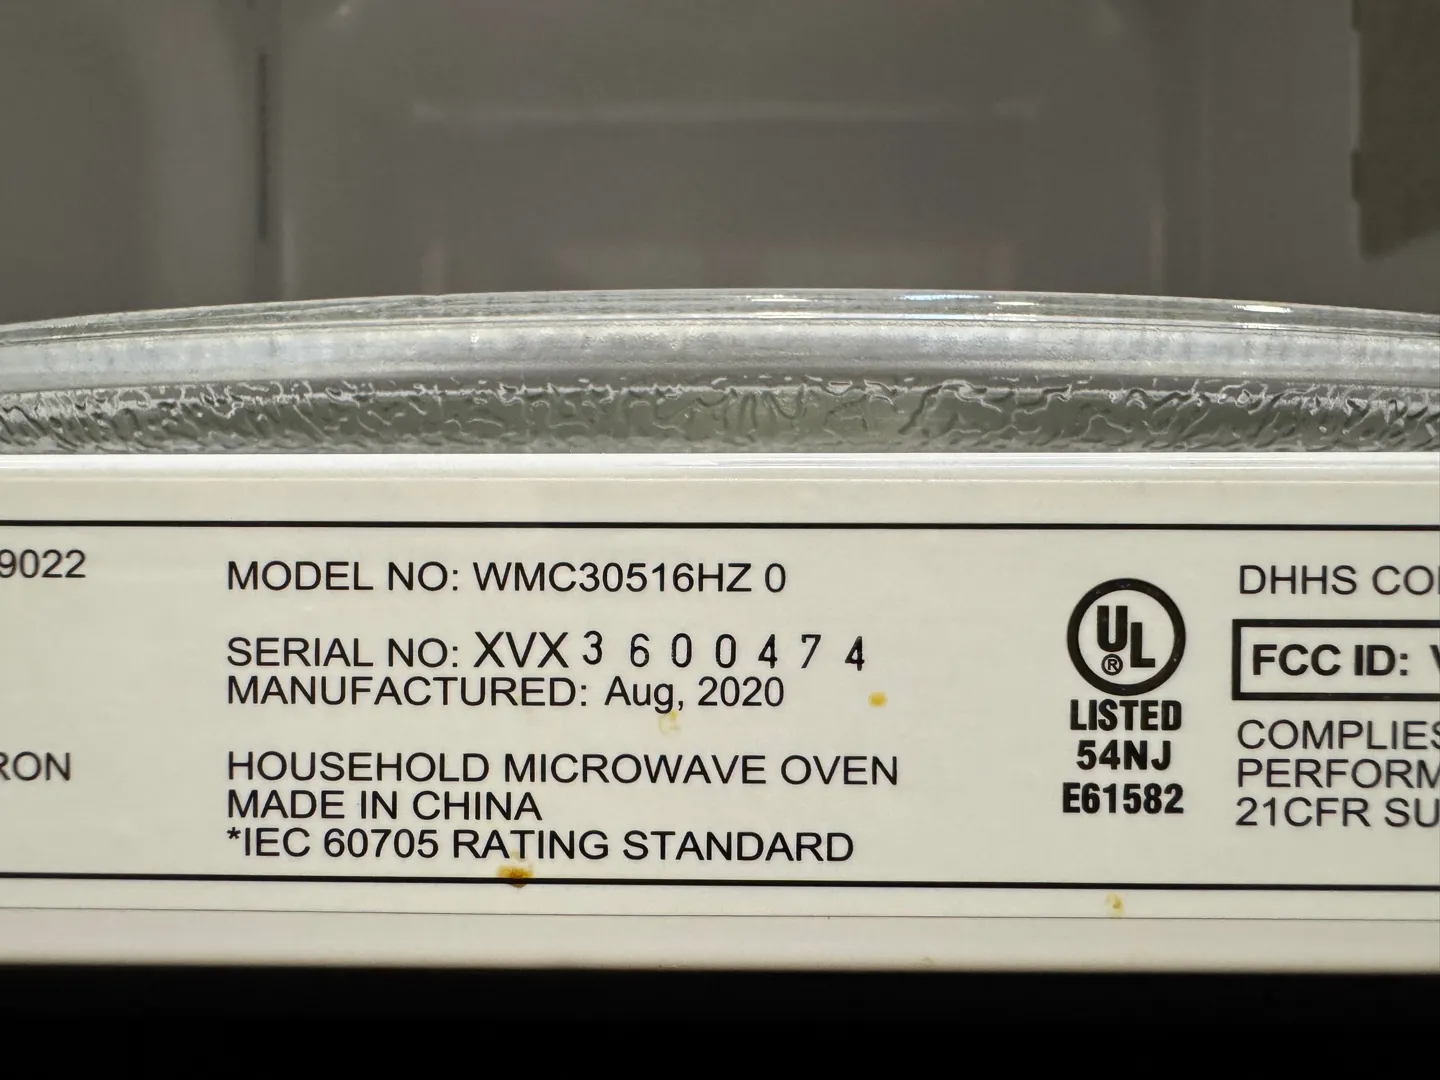 9022
MODEL NO: WMC30516HZ 0
SERIAL NO: XVX 3 6 0 0 4 7 4
MANUFACTURED: Aug, 2020
RON
HOUSEHOLD MICROWAVE OVEN
MADE IN CHINA
*IEC 60705 RATING STANDARD
UL
®
LISTED
54NJ
E61582
DHHS CO
FCC ID:
COMPLIES
PERFORM
21CFR SU